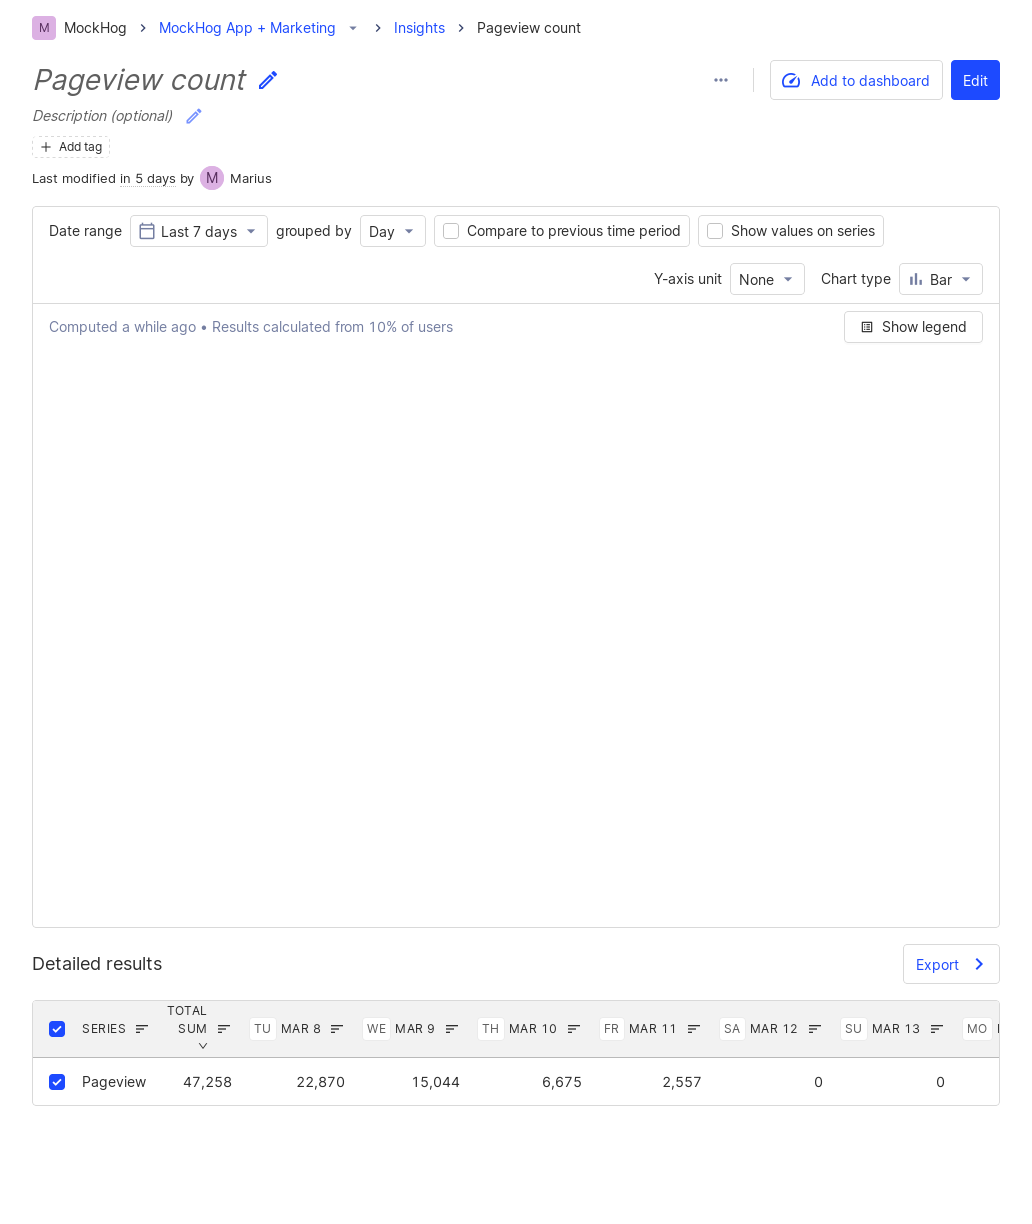 M MockHog MockHog App + Marketing Insights Pageview count
Pageview count
Add to dashboard Edit
Description (optional)
Add tag
Last modified in 5 days by M Marius
Date range Last 7 days grouped by Day Compare to previous time period Show values on series
Y-axis unit None Chart type Bar
Computed a while ago • Results calculated from 10% of users Show legend
Detailed results Export
SERIES TOTAL SUM TU MAR 8 WE MAR 9 TH MAR 10 FR MAR 11 SA MAR 12 SU MAR 13 MO
Pageview 47,258 22,870 15,044 6,675 2,557 0 0